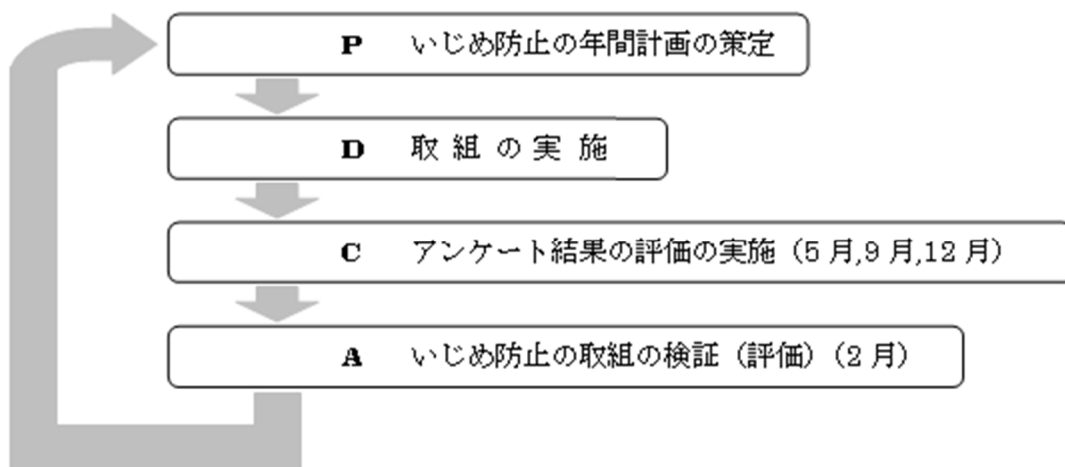 P いじめ防止の年間計画の策定
D 取組の実施
C アンケート結果の評価の実施（5月,9月,12月）
A いじめ防止の取組の検証（評価）（2月）